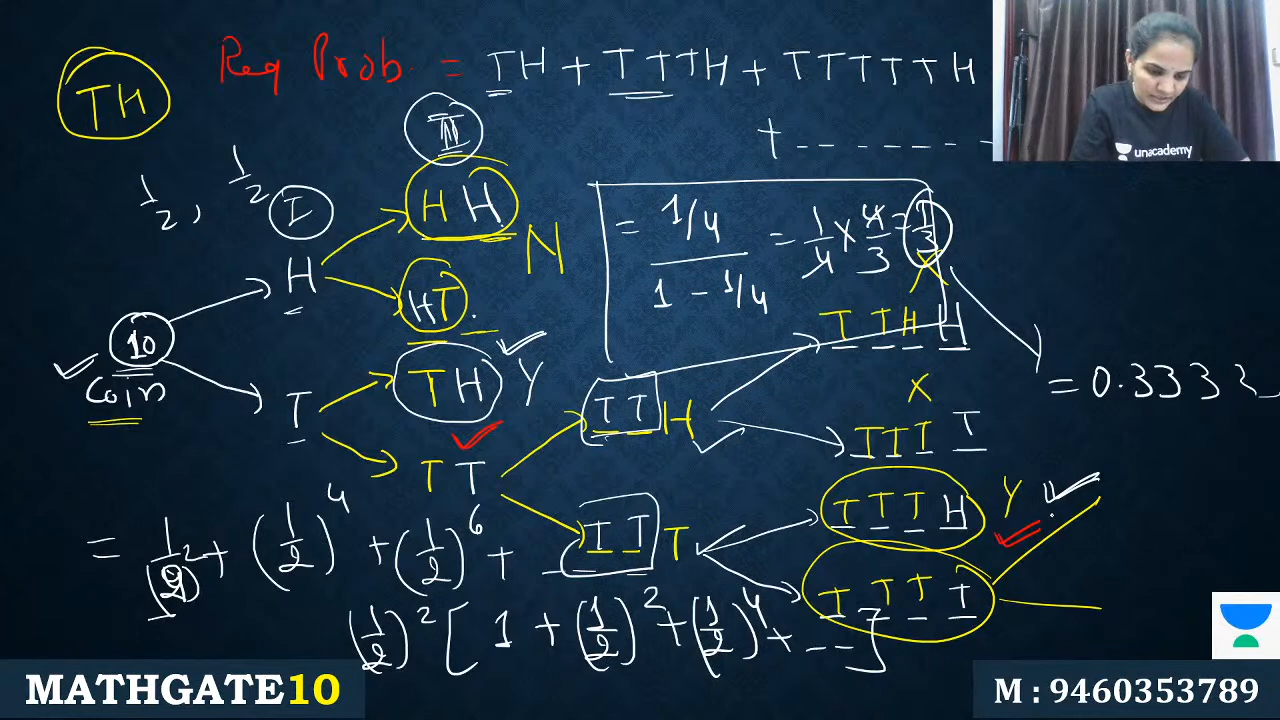 TH
Req Prob. = TH + TTTH + TTTTTH
+ -------
II
1/2, 1/2
I
HH
N
= 1/4 / 1 - 1/4 = 1/4 × 4/3 = 1/3
H
HT.
X
TTHH
10
Coin
TH Y
= 0.3333
T
TTH
X
TTTT
TT
TTTH Y
= 1/2² + (1/2)⁴ + (1/2)⁶ + ---
TTT
TTTT
(1/2)² [1 + (1/2)² + (1/2)⁴ + ---]
unacademy
MATHGATE10
M : 9460353789